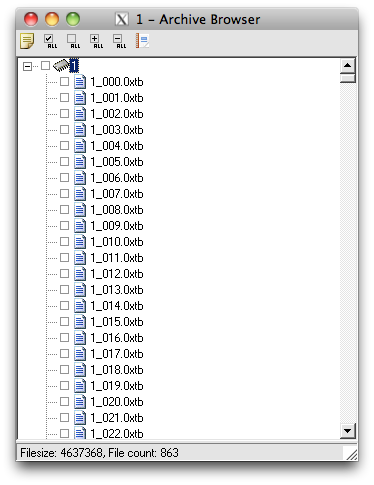 X 1 - Archive Browser
ALL ALL ALL ALL
1
1_000.0xtb
1_001.0xtb
1_002.0xtb
1_003.0xtb
1_004.0xtb
1_005.0xtb
1_006.0xtb
1_007.0xtb
1_008.0xtb
1_009.0xtb
1_010.0xtb
1_011.0xtb
1_012.0xtb
1_013.0xtb
1_014.0xtb
1_015.0xtb
1_016.0xtb
1_017.0xtb
1_018.0xtb
1_019.0xtb
1_020.0xtb
1_021.0xtb
1_022.0xtb
Filesize: 4637368, File count: 863